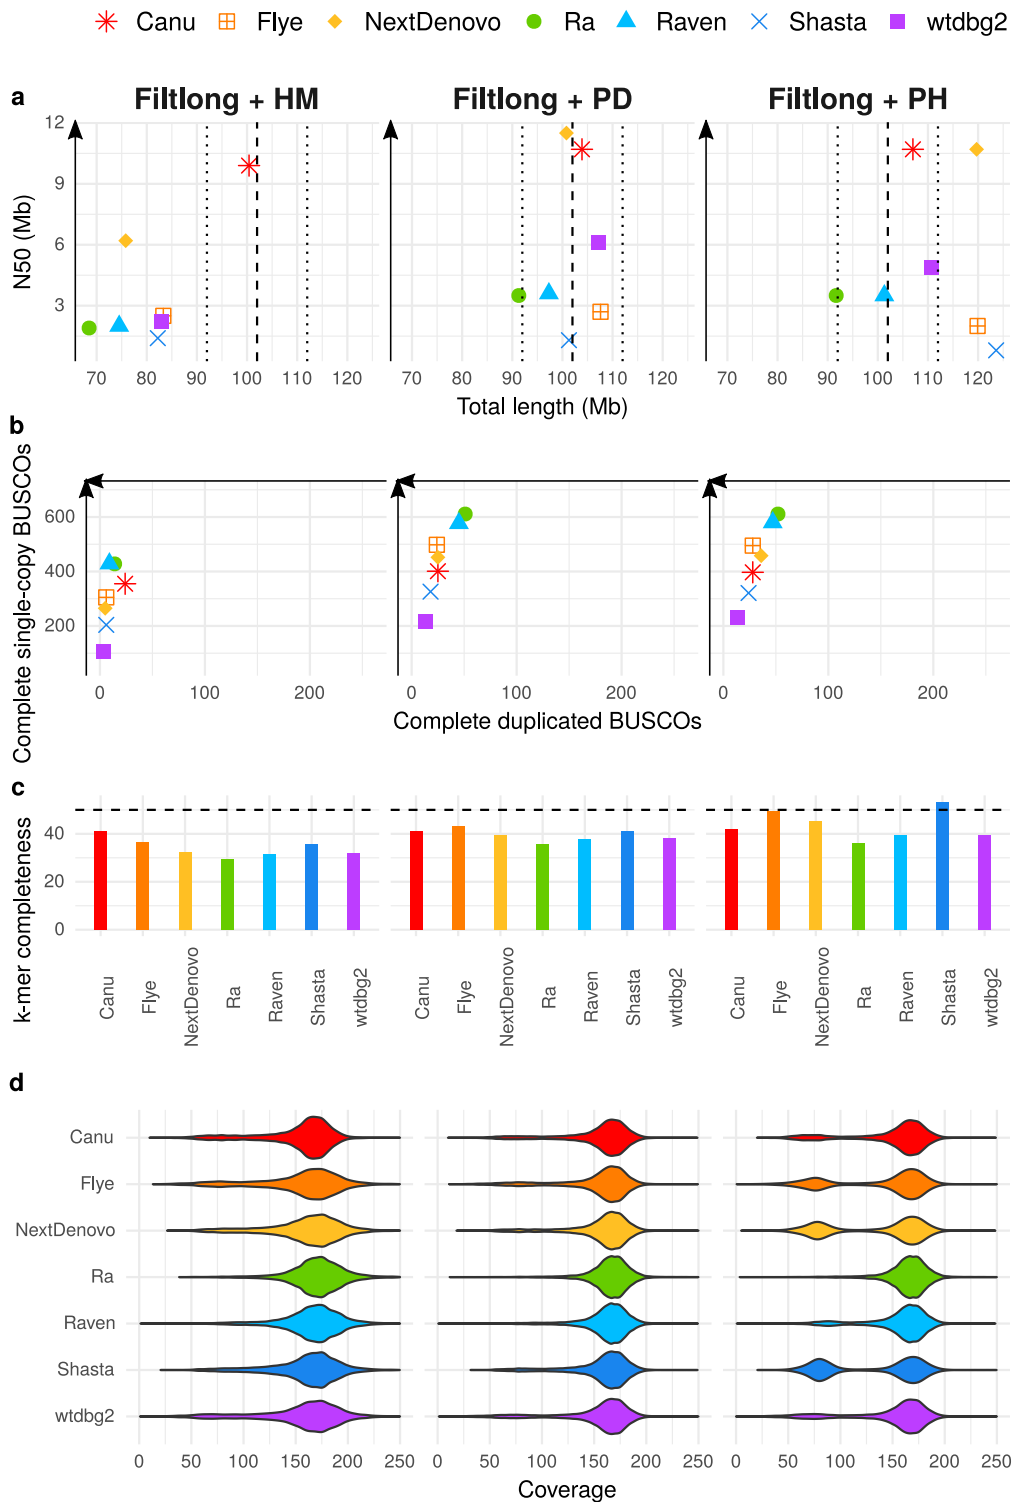 Canu Flye NextDenovo Ra Raven Shasta wtdbg2
a
Filtlong + HM Filtlong + PD Filtlong + PH
N50 (Mb)
12
9
6
3
70 80 90 100 110 120 70 80 90 100 110 120 70 80 90 100 110 120
Total length (Mb)
b
Complete single-copy BUSCOs
600
400
200
0 100 200 0 100 200 0 100 200
Complete duplicated BUSCOs
c
k-mer completeness
40
20
0
Canu Flye NextDenovo Ra Raven Shasta wtdbg2 Canu Flye NextDenovo Ra Raven Shasta wtdbg2 Canu Flye NextDenovo Ra Raven Shasta wtdbg2
d
Canu
Flye
NextDenovo
Ra
Raven
Shasta
wtdbg2
0 50 100 150 200 250 0 50 100 150 200 250 0 50 100 150 200 250
Coverage